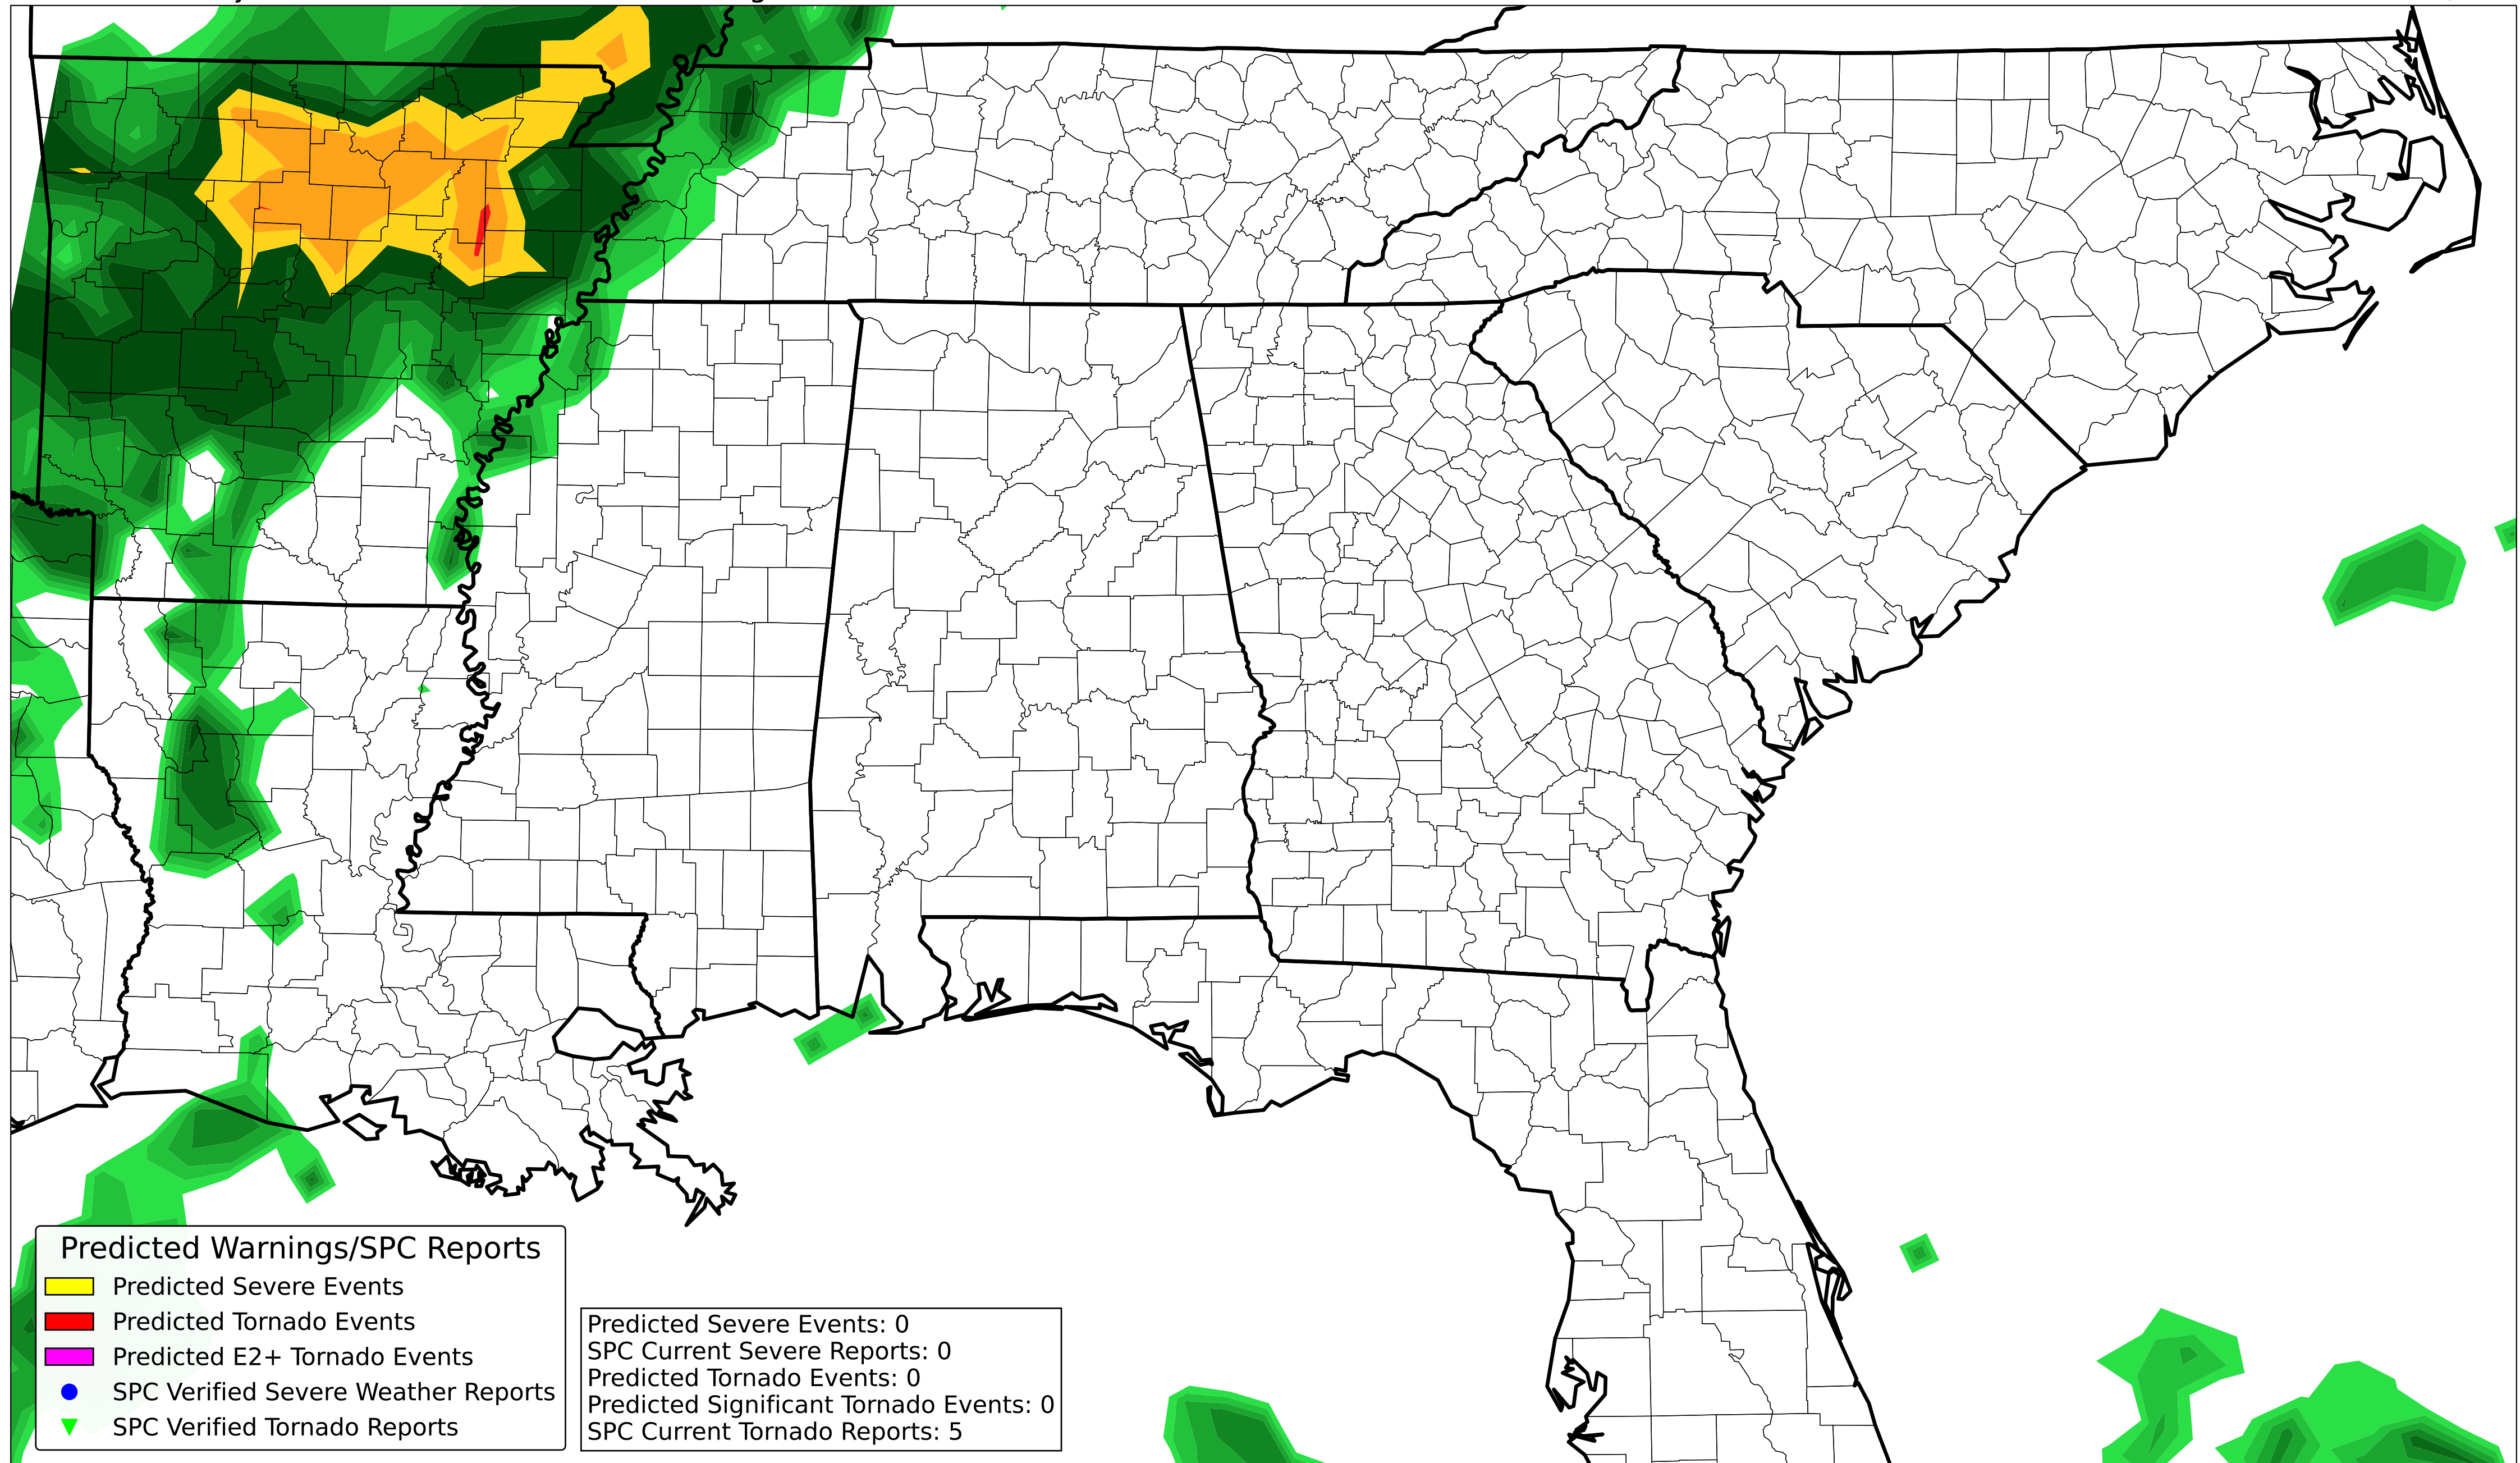 Predicted Warnings/SPC Reports
Predicted Severe Events
Predicted Tornado Events
Predicted E2+ Tornado Events
SPC Verified Severe Weather Reports
SPC Verified Tornado Reports
Predicted Severe Events: 0
SPC Current Severe Reports: 0
Predicted Tornado Events: 0
Predicted Significant Tornado Events: 0
SPC Current Tornado Reports: 5